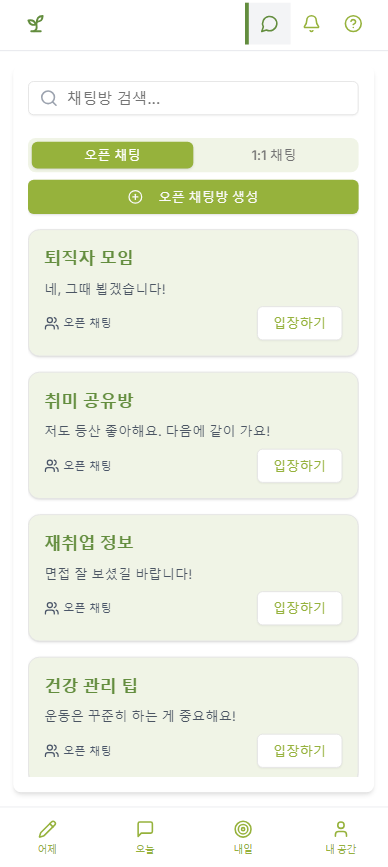 채팅방 검색...
오픈 채팅
1:1 채팅
오픈 채팅방 생성
퇴직자 모임
네, 그때 뵙겠습니다!
오픈 채팅
입장하기
취미 공유방
저도 등산 좋아해요. 다음에 같이 가요!
오픈 채팅
입장하기
재취업 정보
면접 잘 보셨길 바랍니다!
오픈 채팅
입장하기
건강 관리 팁
운동은 꾸준히 하는 게 중요해요!
오픈 채팅
입장하기
어제
오늘
내일
내 공간